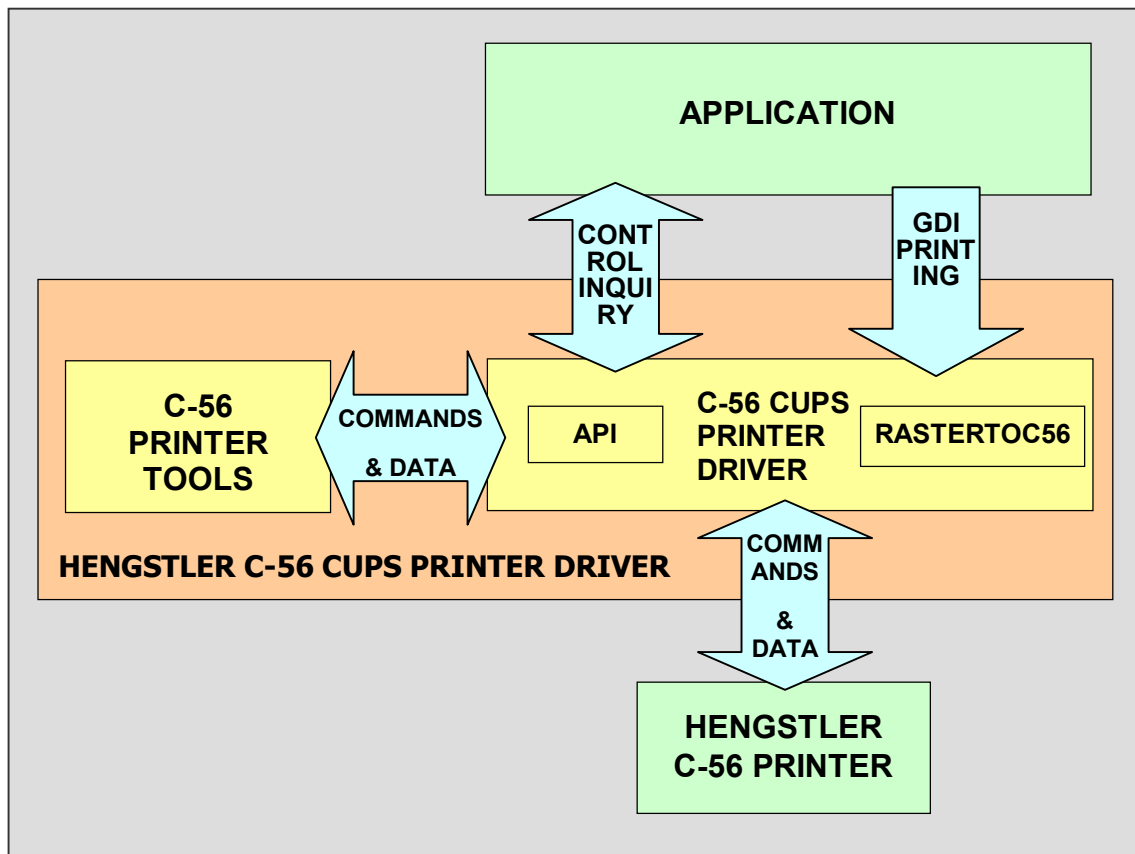 APPLICATION
CONT
ROL
INQUI
RY
GDI
PRINT
ING
C-56
PRINTER
TOOLS
COMMANDS
& DATA
API
C-56 CUPS
PRINTER
DRIVER
RASTERTOC56
HENGSTLER C-56 CUPS PRINTER DRIVER
COMM
ANDS
&
DATA
HENGSTLER
C-56 PRINTER